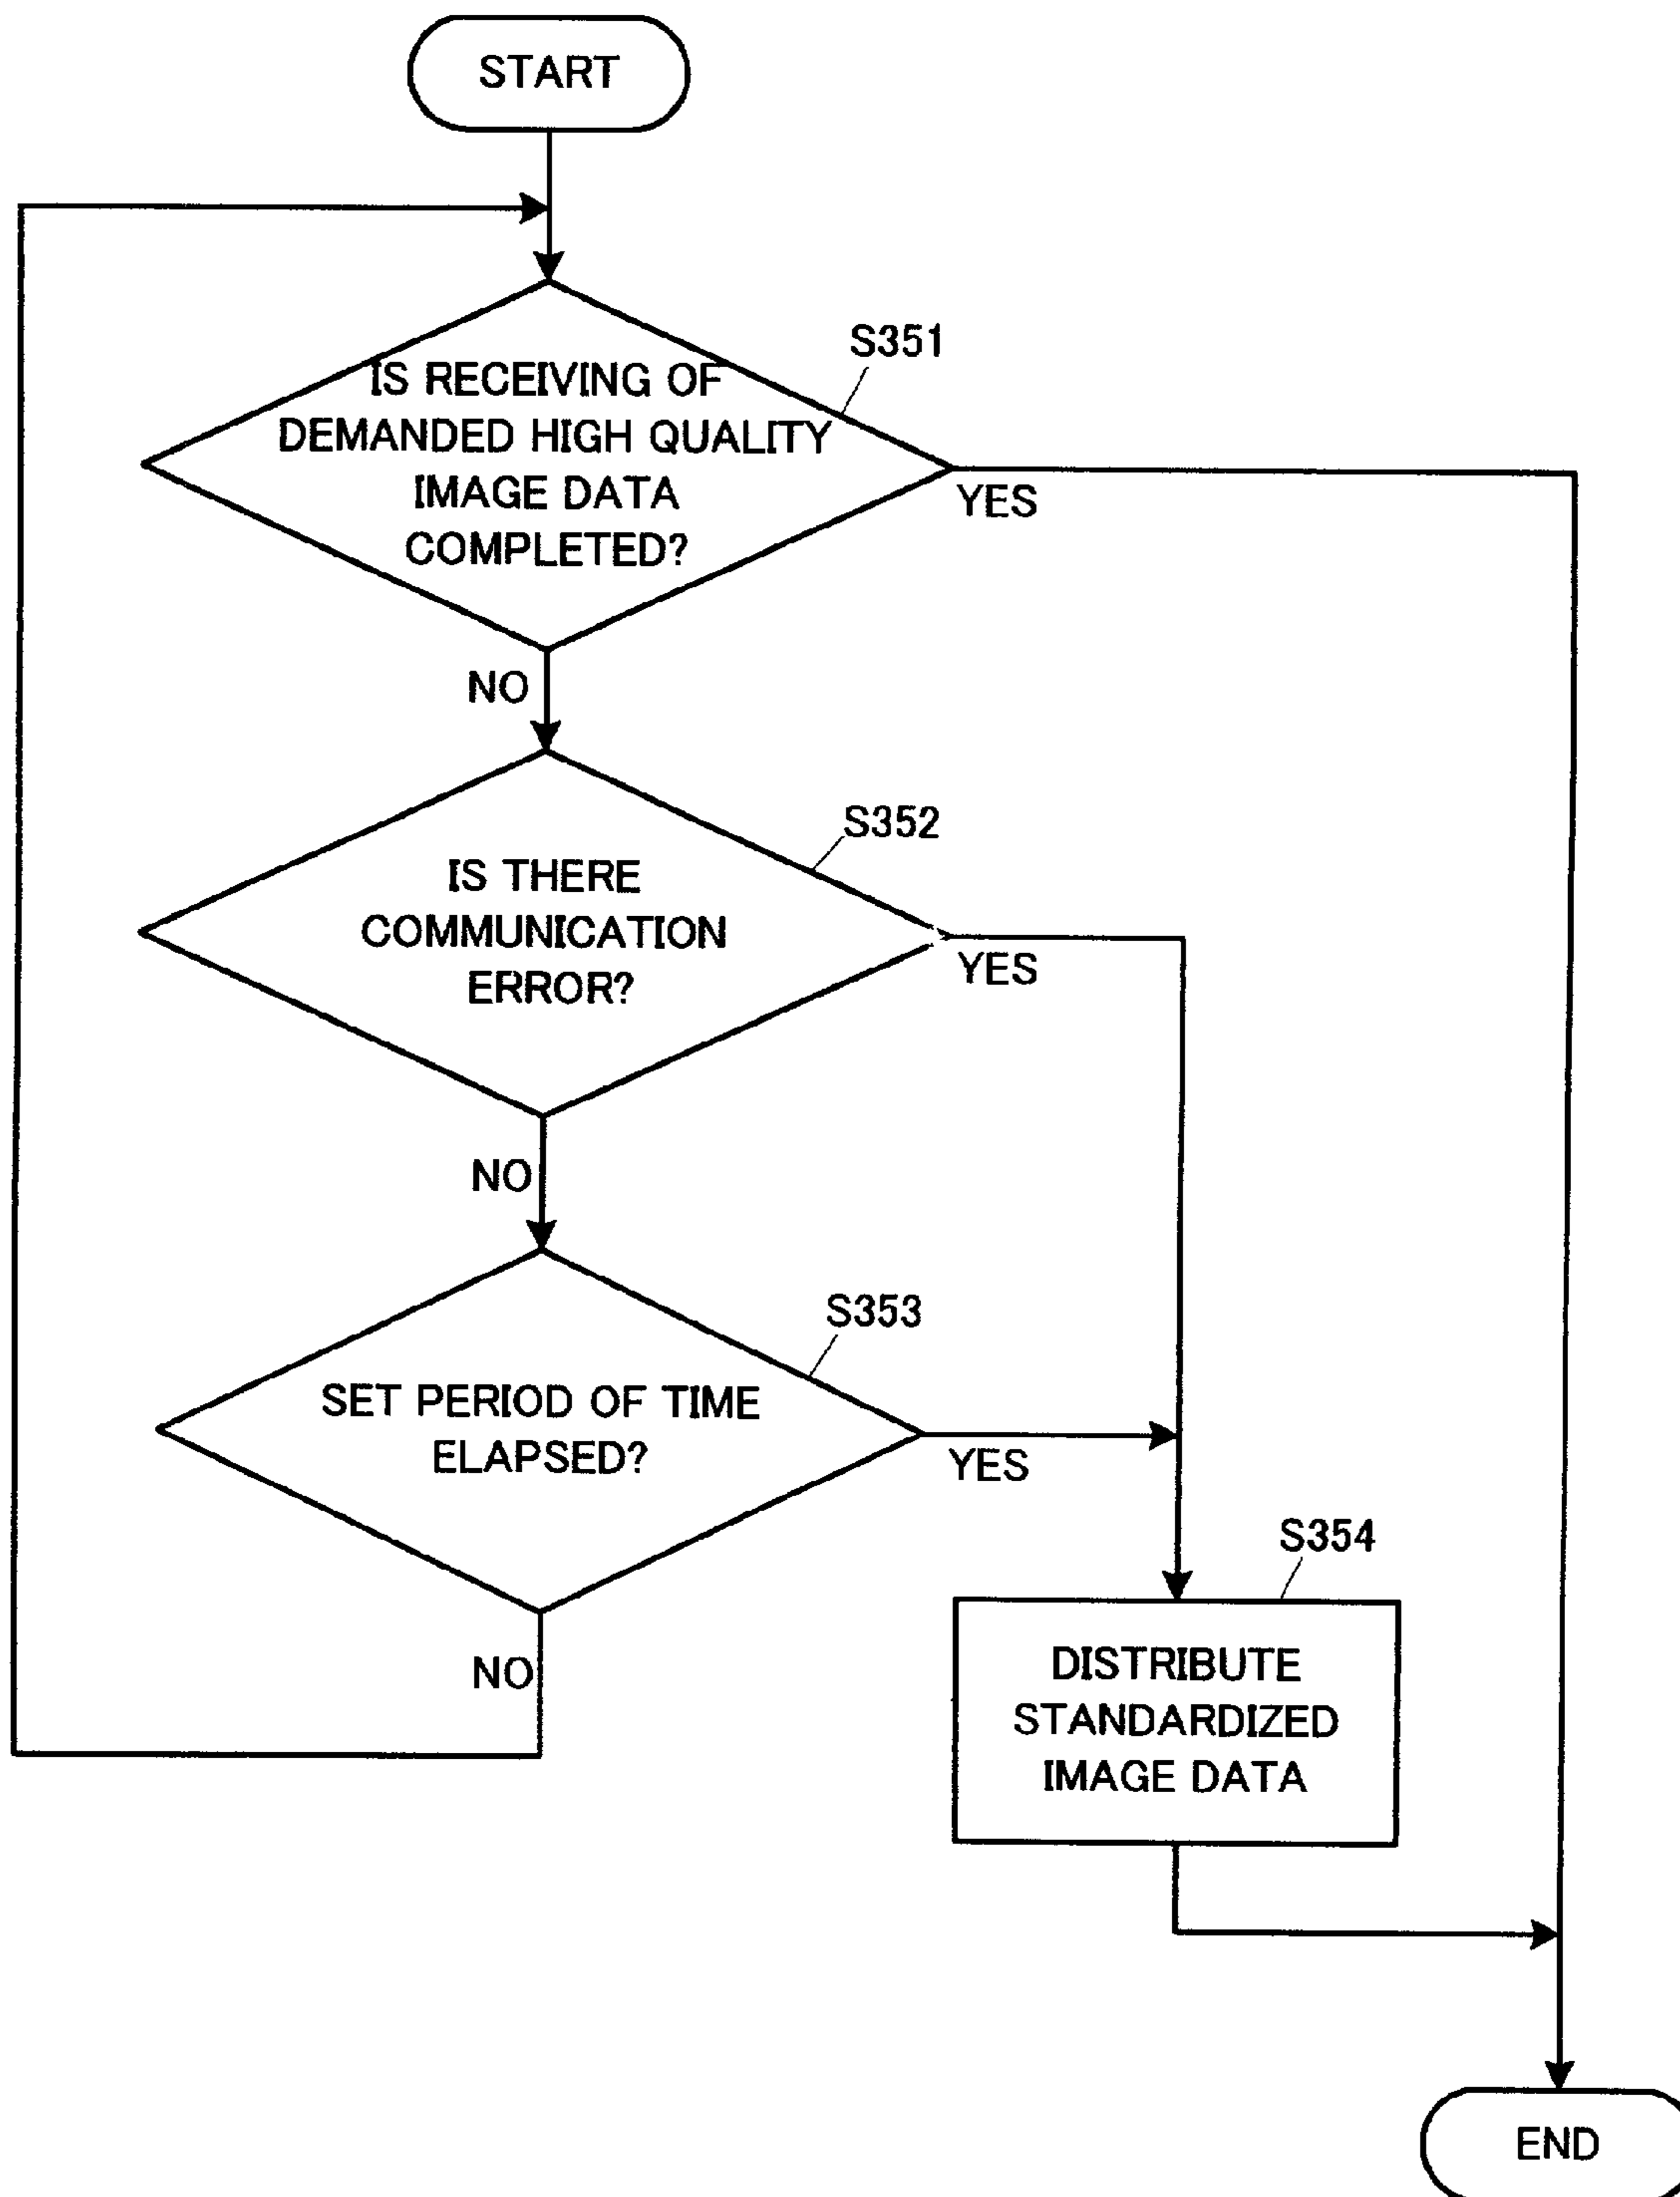 START
S351
IS RECEIVING OF
DEMANDED HIGH QUALITY
IMAGE DATA
COMPLETED?
YES
NO
S352
IS THERE
COMMUNICATION
ERROR?
YES
NO
S353
SET PERIOD OF TIME
ELAPSED?
YES
NO
S354
DISTRIBUTE
STANDARDIZED
IMAGE DATA
END